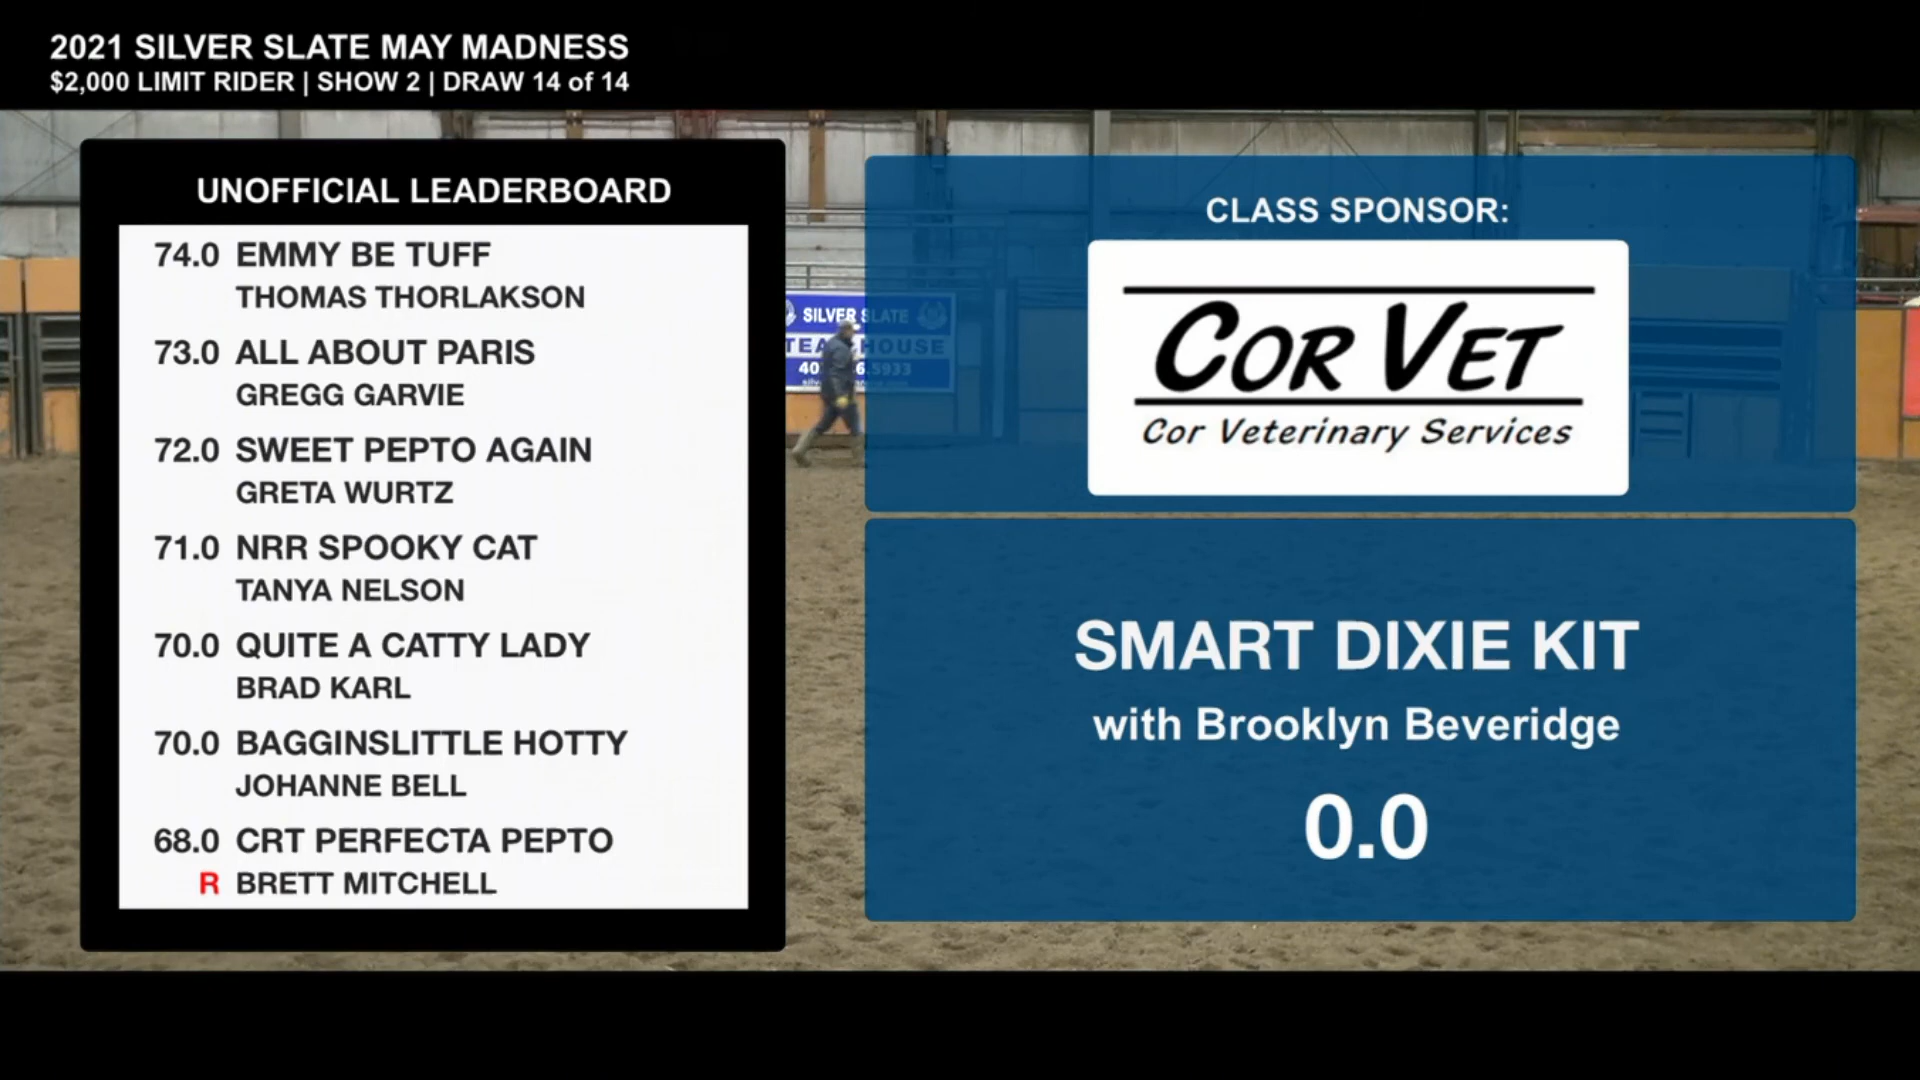 2021 SILVER SLATE MAY MADNESS
$2,000 LIMIT RIDER | SHOW 2 | DRAW 14 of 14
UNOFFICIAL LEADERBOARD
74.0 EMMY BE TUFF
THOMAS THORLAKSON
73.0 ALL ABOUT PARIS
GREGG GARVIE
72.0 SWEET PEPTO AGAIN
GRETA WURTZ
71.0 NRR SPOOKY CAT
TANYA NELSON
70.0 QUITE A CATTY LADY
BRAD KARL
70.0 BAGGINSLITTLE HOTTY
JOHANNE BELL
68.0 CRT PERFECTA PEPTO
R BRETT MITCHELL
SILVER SLATE
HOUSE
CLASS SPONSOR:
COR VET
Cor Veterinary Services
SMART DIXIE KIT
with Brooklyn Beveridge
0.0